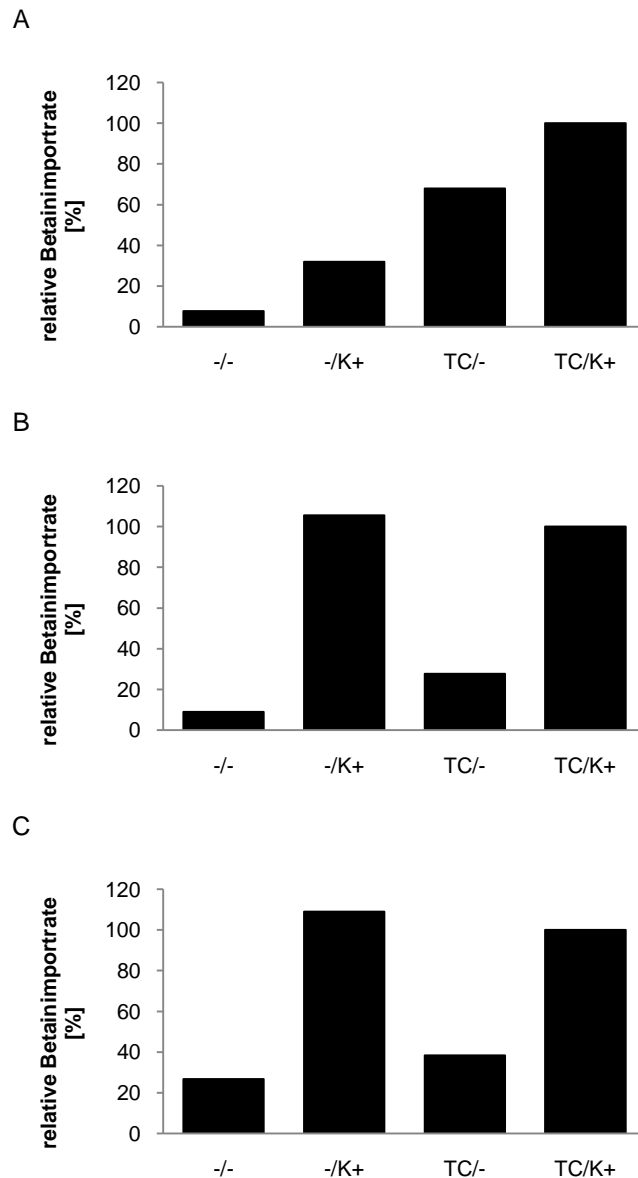 A
relative Betainimportrate
[%]
120
100
80
60
40
20
0
-/-
-/K+
TC/-
TC/K+
B
relative Betainimportrate
[%]
120
100
80
60
40
20
0
-/-
-/K+
TC/-
TC/K+
C
relative Betainimportrate
[%]
120
100
80
60
40
20
0
-/-
-/K+
TC/-
TC/K+